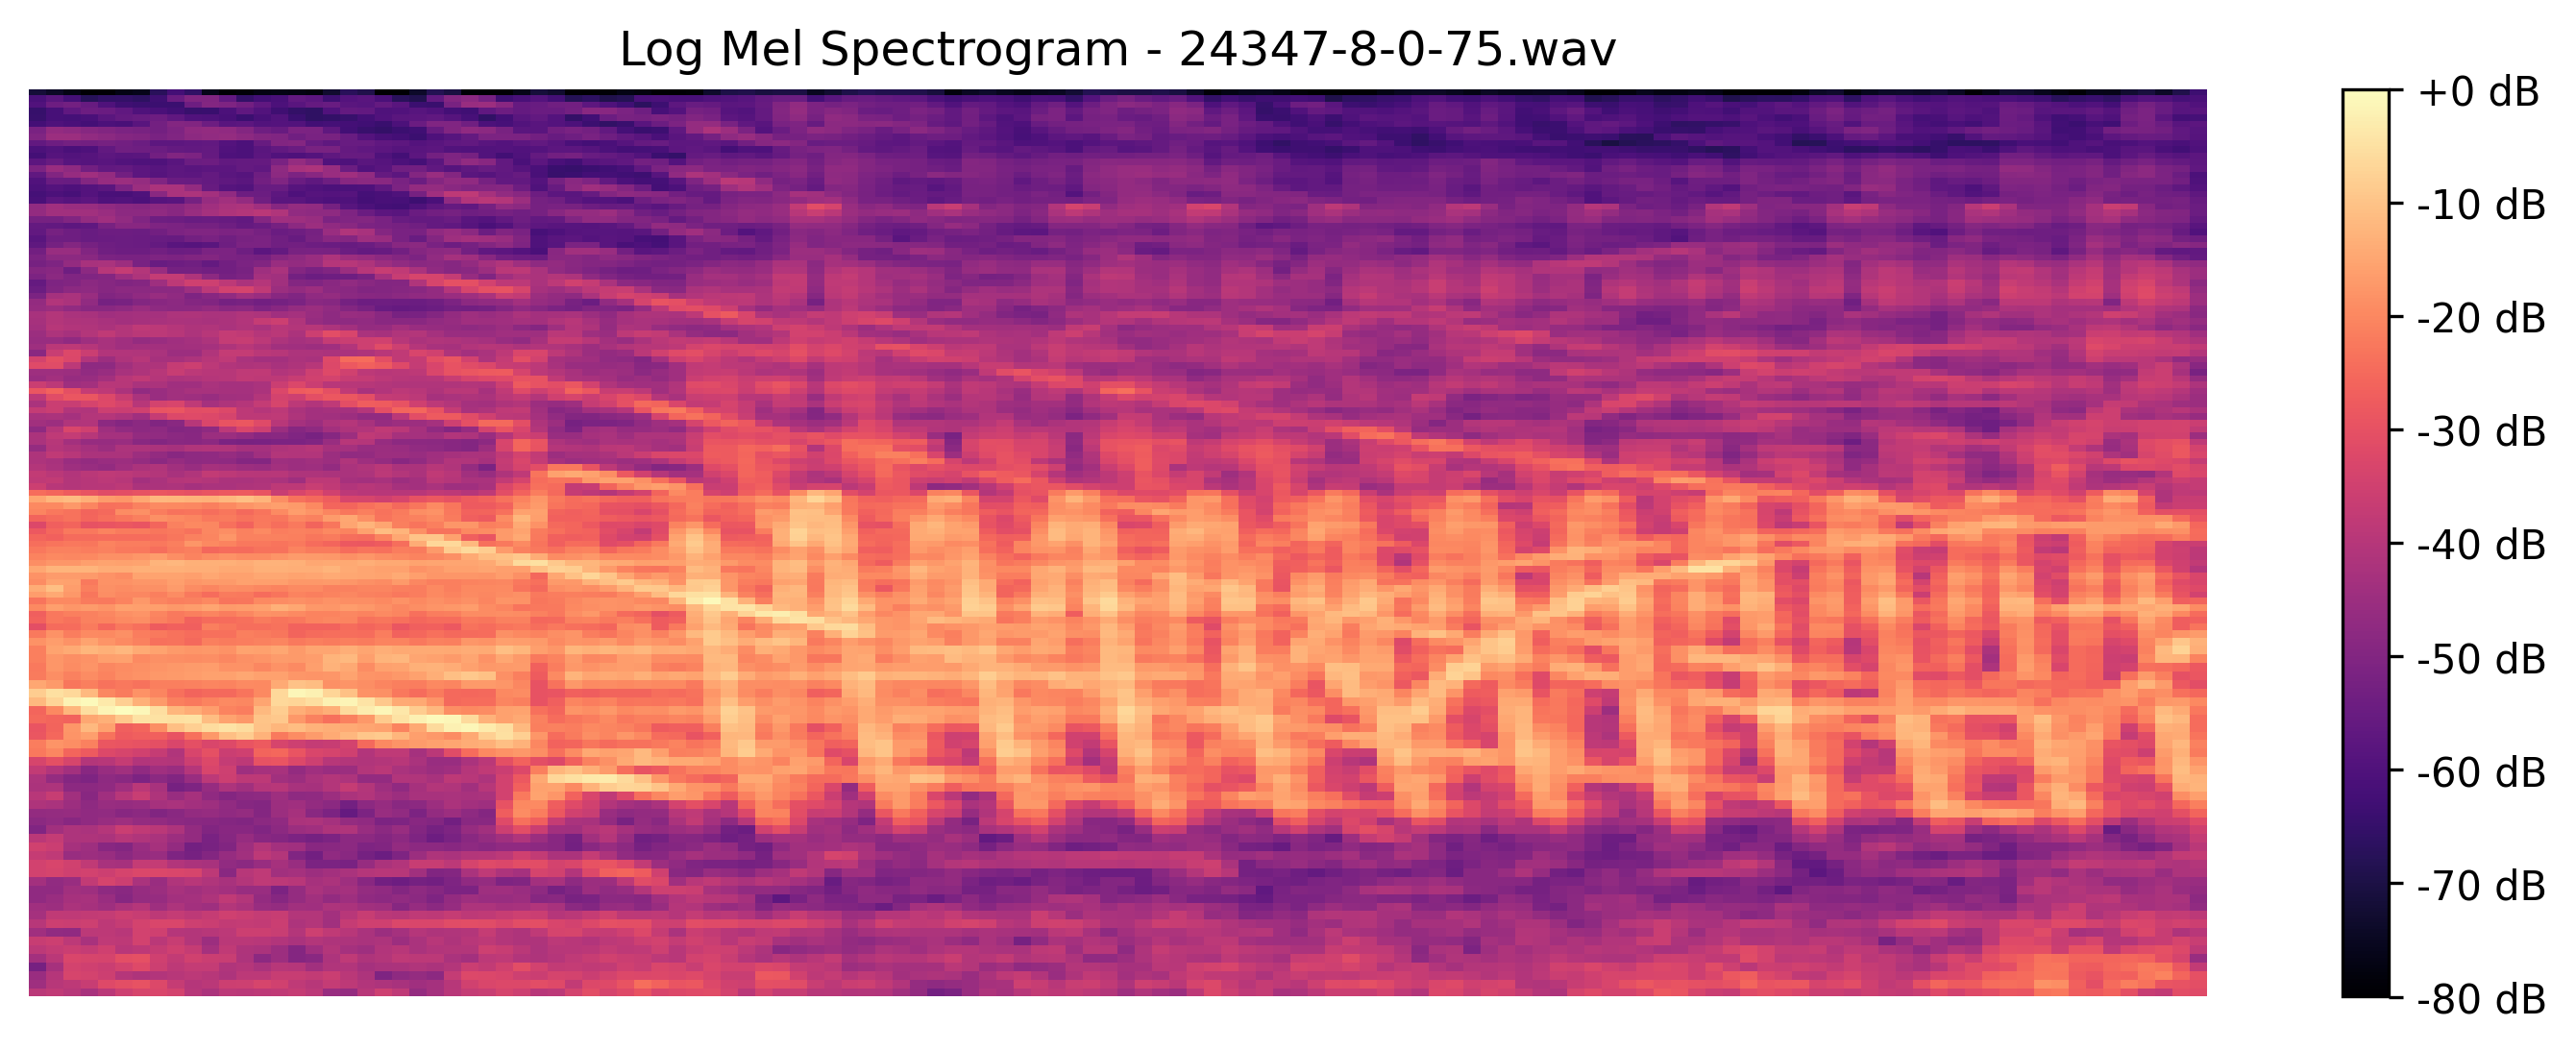 Log Mel Spectrogram - 24347-8-0-75.wav
+0 dB
-10 dB
-20 dB
-30 dB
-40 dB
-50 dB
-60 dB
-70 dB
-80 dB